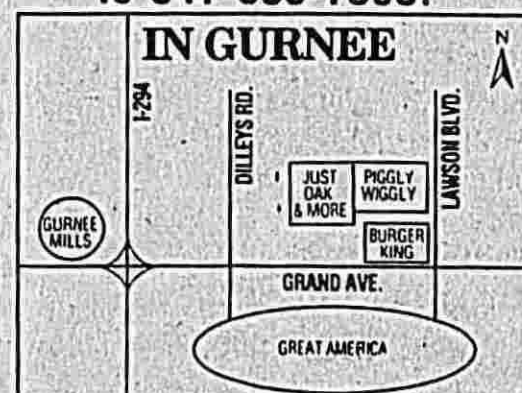 IN GURNEE
N
I-294
DILLEYS RD.
LAWSON BLVD.
JUST
OAK
& MORE
PIGGLY
WIGGLY
GURNEE
MILLS
BURGER
KING
GRAND AVE.
GREAT AMERICA